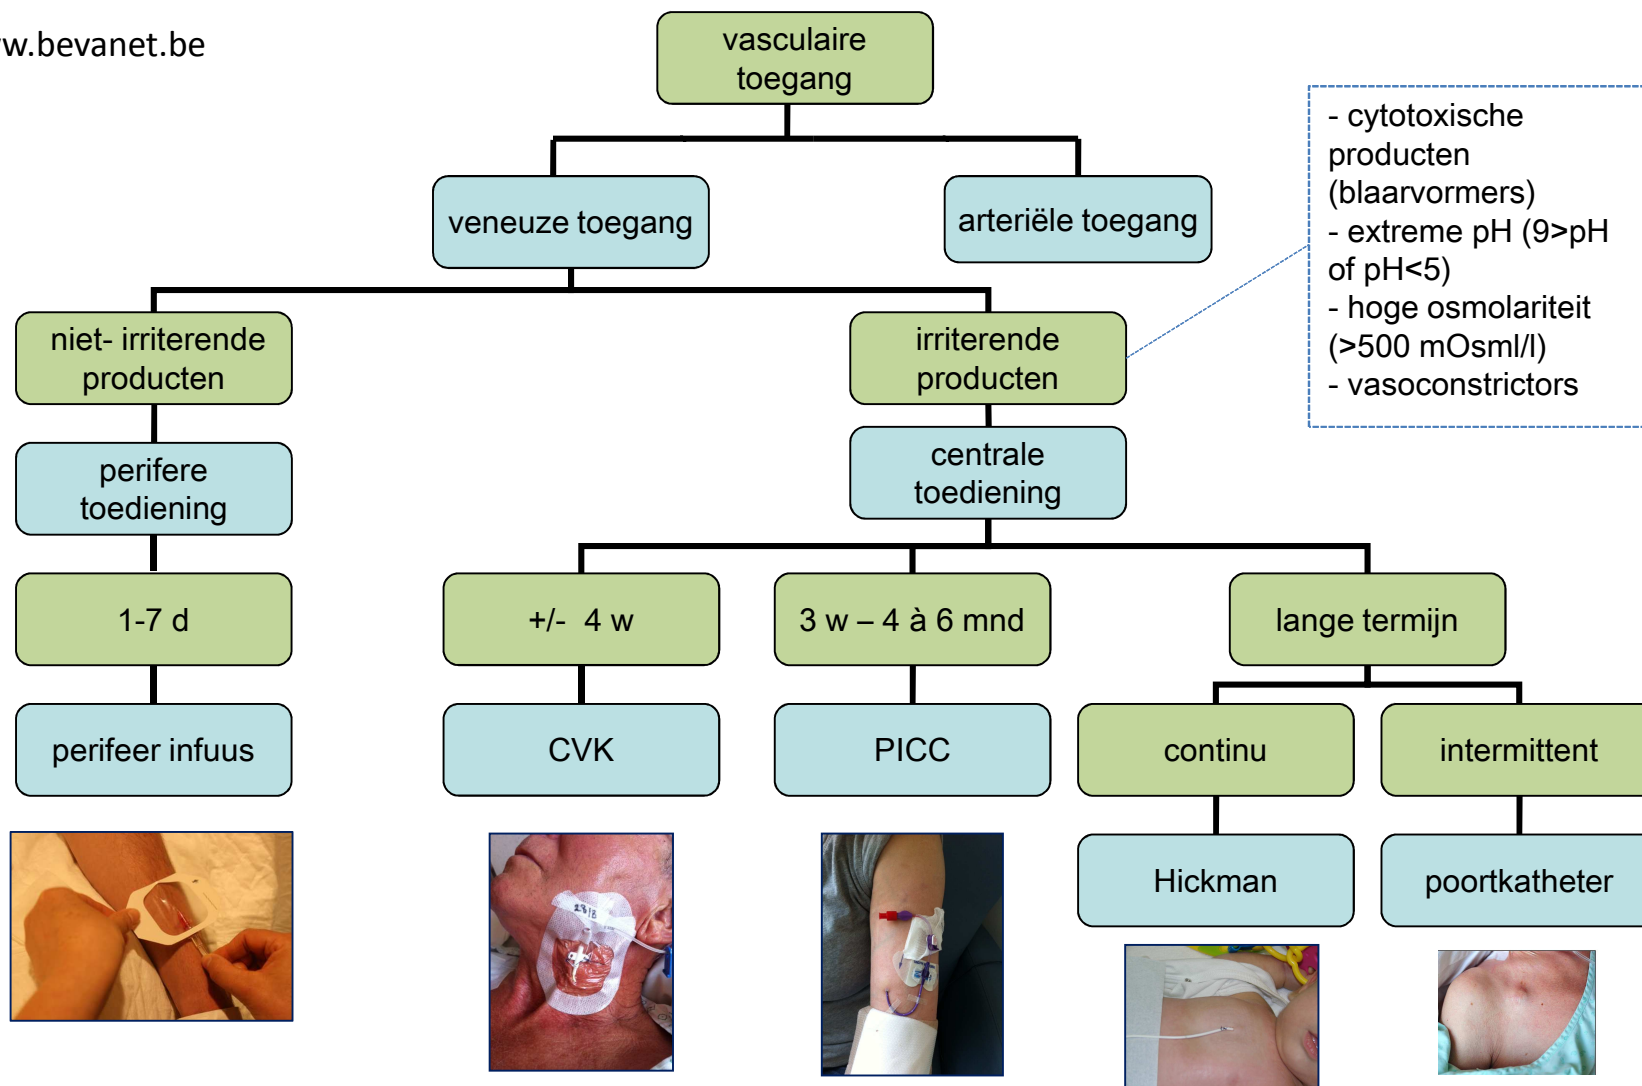 w.bevanet.be
vasculaire
toegang
- cytotoxische
producten
(blaarvormers)
- extreme pH (9>pH
of pH<5)
- hoge osmolariteit
(>500 mOsml/l)
- vasoconstrictors
veneuze toegang
arteriële toegang
niet- irriterende
producten
irriterende
producten
perifere
toediening
centrale
toediening
1-7 d
+/- 4 w
3 w – 4 à 6 mnd
lange termijn
perifeer infuus
CVK
PICC
continu
intermittent
Hickman
poortkatheter
28/8